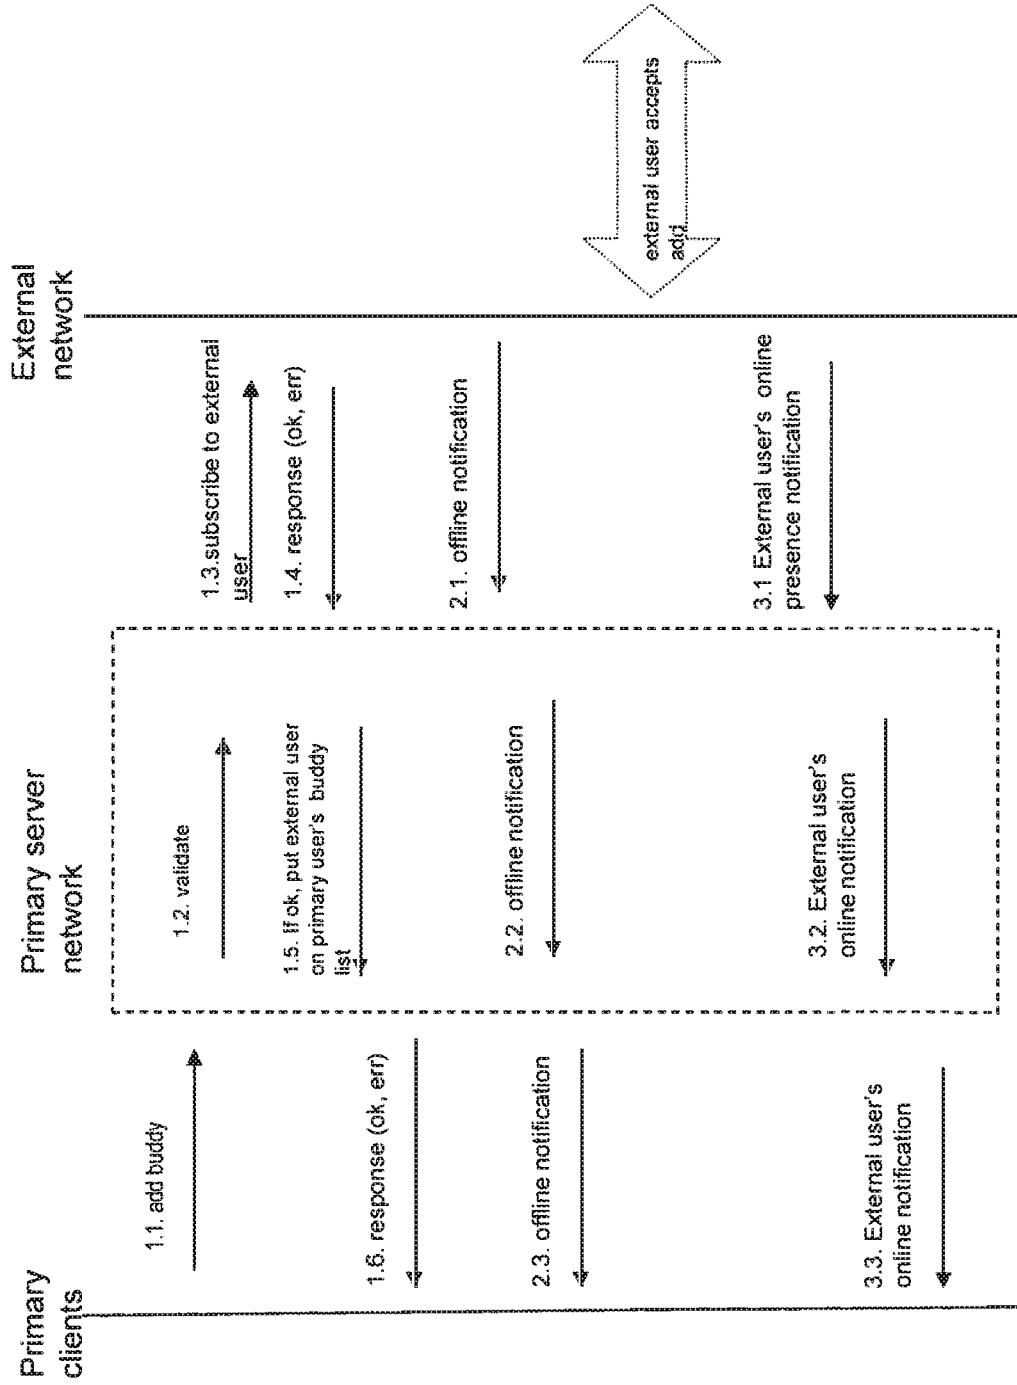 Primary
clients
Primary server
network
External
network
1.1. add buddy
1.2. validate
1.3.subscribe to external
user
1.4. response (ok, err)
1.5. If ok, put external user
on primary user's buddy
list
1.6. response (ok, err)
2.1. offline notification
2.2. offline notification
2.3. offline notification
external user accepts
add
3.1 External user's online
presence notification
3.2. External user's
online notification
3.3. External user's
online notification